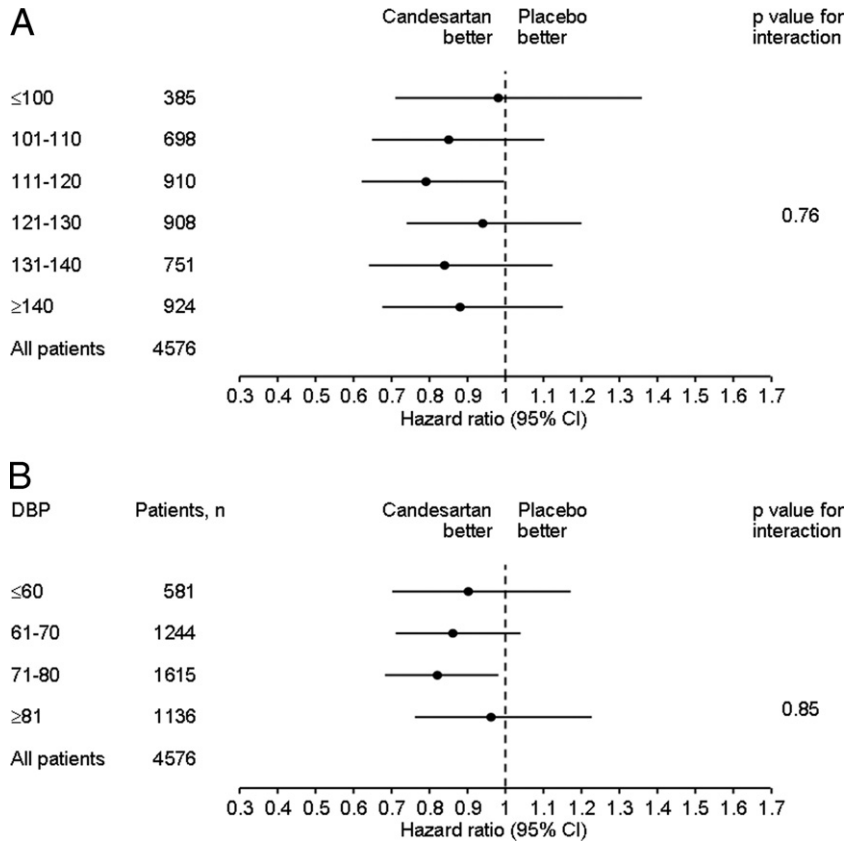 A
Candesartan better
Placebo better
p value for interaction
≤100 385
101-110 698
111-120 910
121-130 908
0.76
131-140 751
≥140 924
All patients 4576
0.3 0.4 0.5 0.6 0.7 0.8 0.9 1 1.1 1.2 1.3 1.4 1.5 1.6 1.7
Hazard ratio (95% CI)
B
DBP Patients, n
Candesartan better
Placebo better
p value for interaction
≤60 581
61-70 1244
71-80 1615
≥81 1136
0.85
All patients 4576
0.3 0.4 0.5 0.6 0.7 0.8 0.9 1 1.1 1.2 1.3 1.4 1.5 1.6 1.7
Hazard ratio (95% CI)